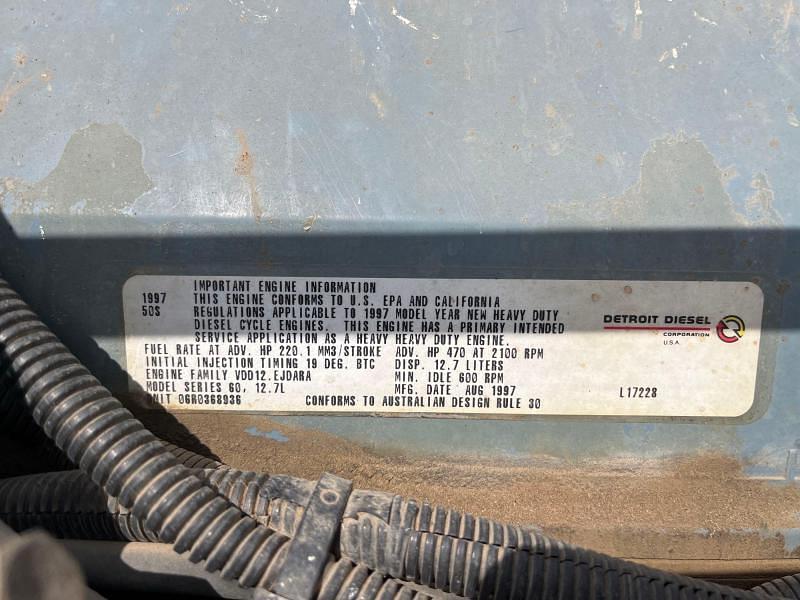 IMPORTANT ENGINE INFORMATION
1997 THIS ENGINE CONFORMS TO U.S. EPA AND CALIFORNIA
50S REGULATIONS APPLICABLE TO 1997 MODEL YEAR NEW HEAVY DUTY
DIESEL CYCLE ENGINES. THIS ENGINE HAS A PRIMARY INTENDED
SERVICE APPLICATION AS A HEAVY HEAVY DUTY ENGINE.
FUEL RATE AT ADV. HP 220.1 MM3/STROKE ADV. HP 470 AT 2100 RPM
INITIAL INJECTION TIMING 19 DEG. BTC DISP. 12.7 LITERS
ENGINE FAMILY VDD12.EJDARA MIN. IDLE 600 RPM
MODEL SERIES 60, 12.7L MFG. DATE AUG 1997 L17228
UNIT 06R0368936 CONFORMS TO AUSTRALIAN DESIGN RULE 30
DETROIT DIESEL
CORPORATION
U.S.A.